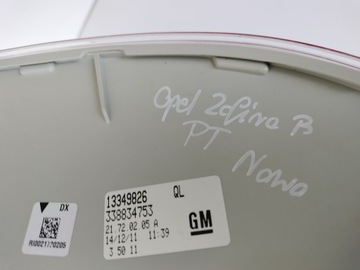 Opel Zafira B
PT
Nowa
DX
RU0021170205
13349826 QL
338834753
21.72.02.05 A
14/12/11 11:39
3 50 11
GM